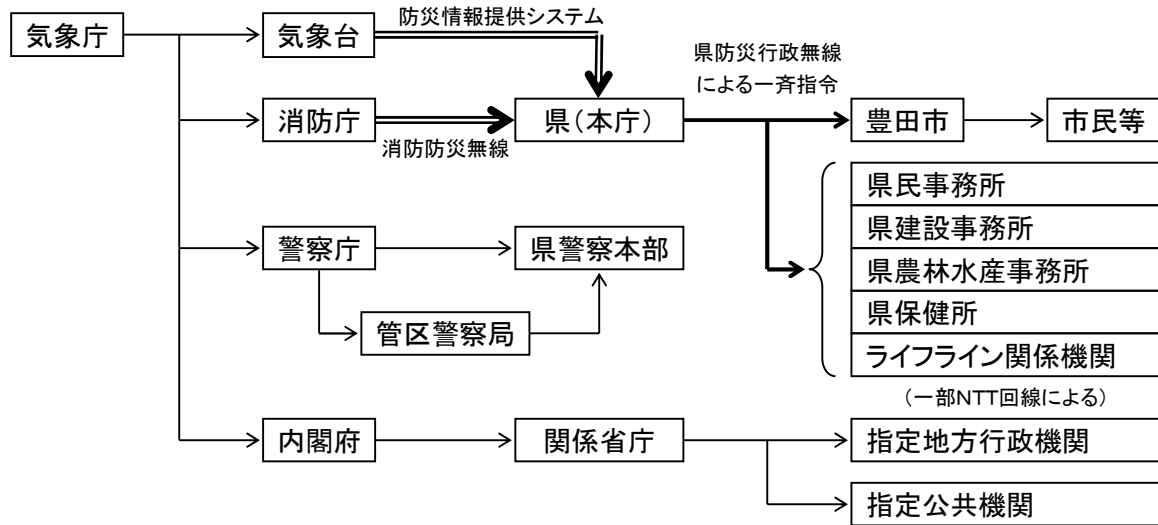 防災情報提供システム
気象庁
気象台
県防災行政無線
による一斉指令
消防庁
県（本庁）
豊田市
市民等
消防防災無線
県民事務所
県建設事務所
警察庁
県警察本部
県農林水産事務所
県保健所
管区警察局
ライフライン関係機関
（一部NTT回線による）
内閣府
関係省庁
指定地方行政機関
指定公共機関